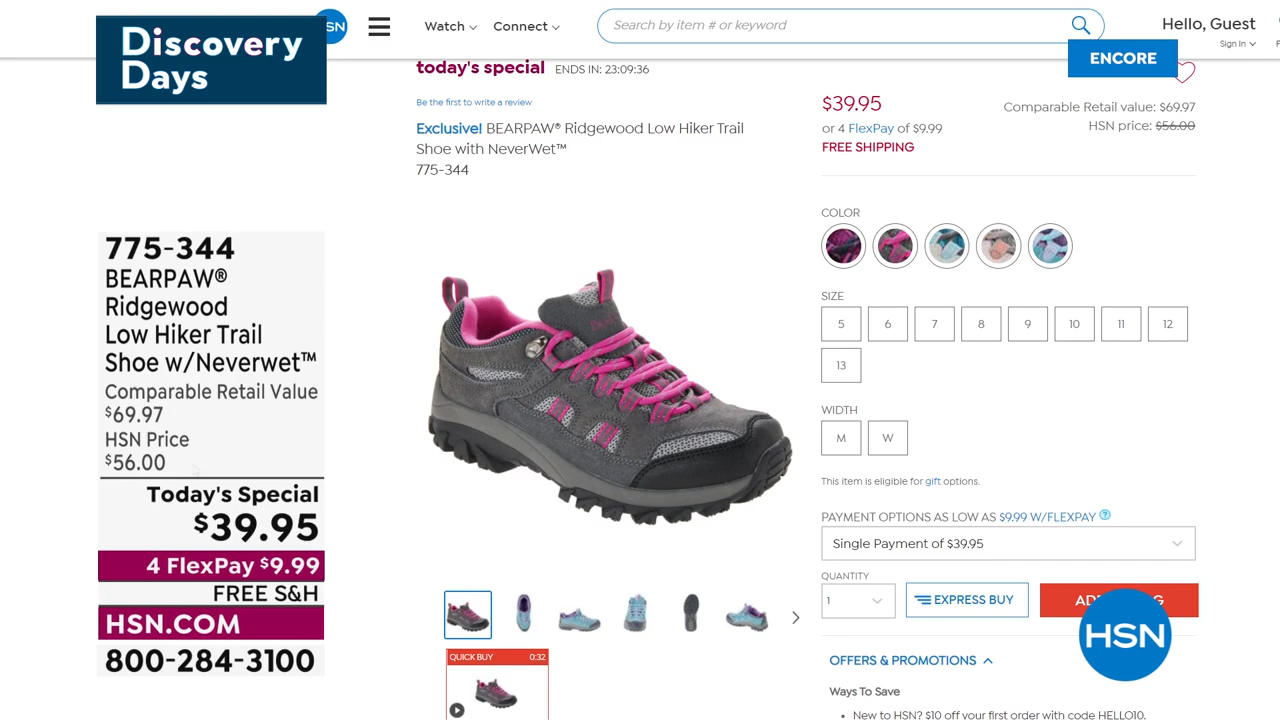 Discovery
Days
SN
Watch
Connect
Search by item # or keyword
Hello, Guest
Sign In
ENCORE
today's special ENDS IN: 23:09:36
Be the first to write a review
Exclusive! BEARPAW® Ridgewood Low Hiker Trail
Shoe with NeverWet™
775-344
$39.95
or 4 FlexPay of $9.99
FREE SHIPPING
Comparable Retail value: $69.97
HSN price: $56.00
COLOR
SIZE
5 6 7 8 9 10 11 12
13
WIDTH
M W
This item is eligible for gift options.
PAYMENT OPTIONS AS LOW AS $9.99 W/FLEXPAY ?
Single Payment of $39.95
QUANTITY
1
EXPRESS BUY
HSN
OFFERS & PROMOTIONS
Ways To Save
• New to HSN? $10 off your first order with code HELLO10.
775-344
BEARPAW®
Ridgewood
Low Hiker Trail
Shoe w/Neverwet™
Comparable Retail Value
$69.97
HSN Price
$56.00
Today's Special
$39.95
4 FlexPay $9.99
FREE S&H
HSN.COM
800-284-3100
QUICK BUY 0:32